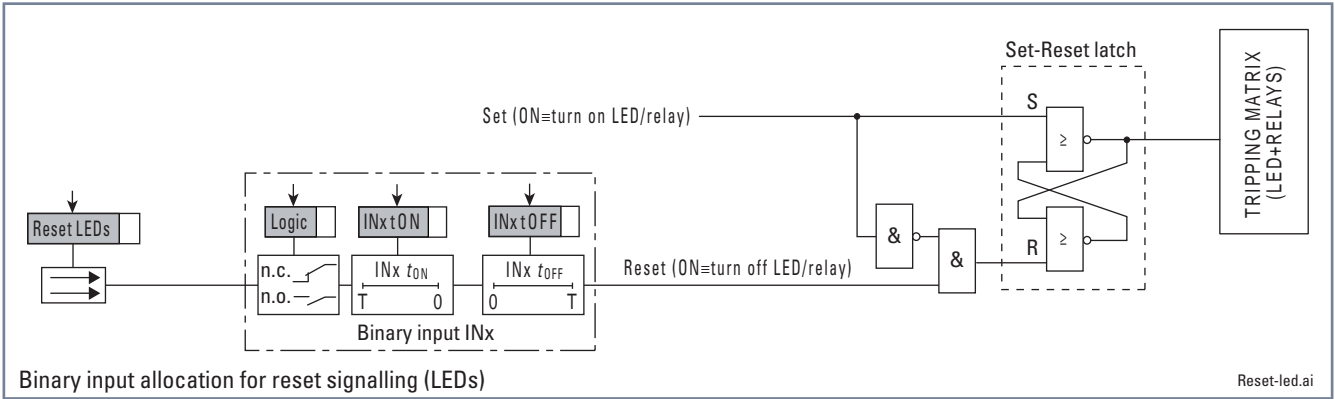 Set-Reset latch
TRIPPING MATRIX
(LED+RELAYS)
Set (ON≡turn on LED/relay)
S
≥
Reset LEDs
Logic
INx t ON
INx t OFF
&
R
≥
n.c.
n.o.
INx tON
T
0
INx tOFF
0
T
Reset (ON≡turn off LED/relay)
&
Binary input INx
Binary input allocation for reset signalling (LEDs)
Reset-led.ai